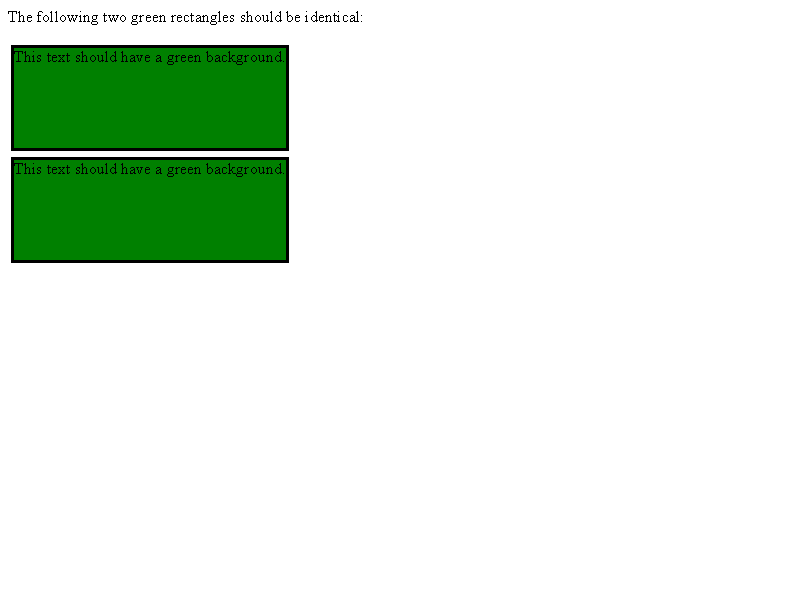 The following two green rectangles should be identical:
This text should have a green background.
This text should have a green background.